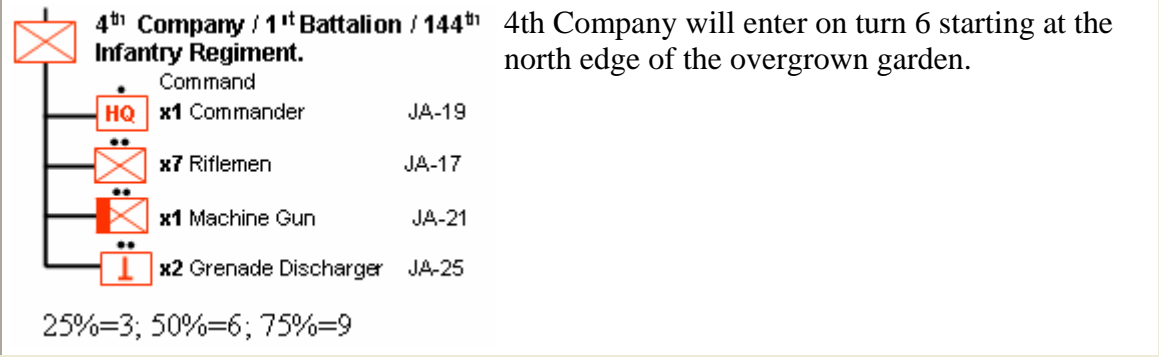 4th Company / 1st Battalion / 144th
Infantry Regiment.
Command
HQ x1 Commander JA-19
x7 Riflemen JA-17
x1 Machine Gun JA-21
x2 Grenade Discharger JA-25
25%=3; 50%=6; 75%=9
4th Company will enter on turn 6 starting at the
north edge of the overgrown garden.